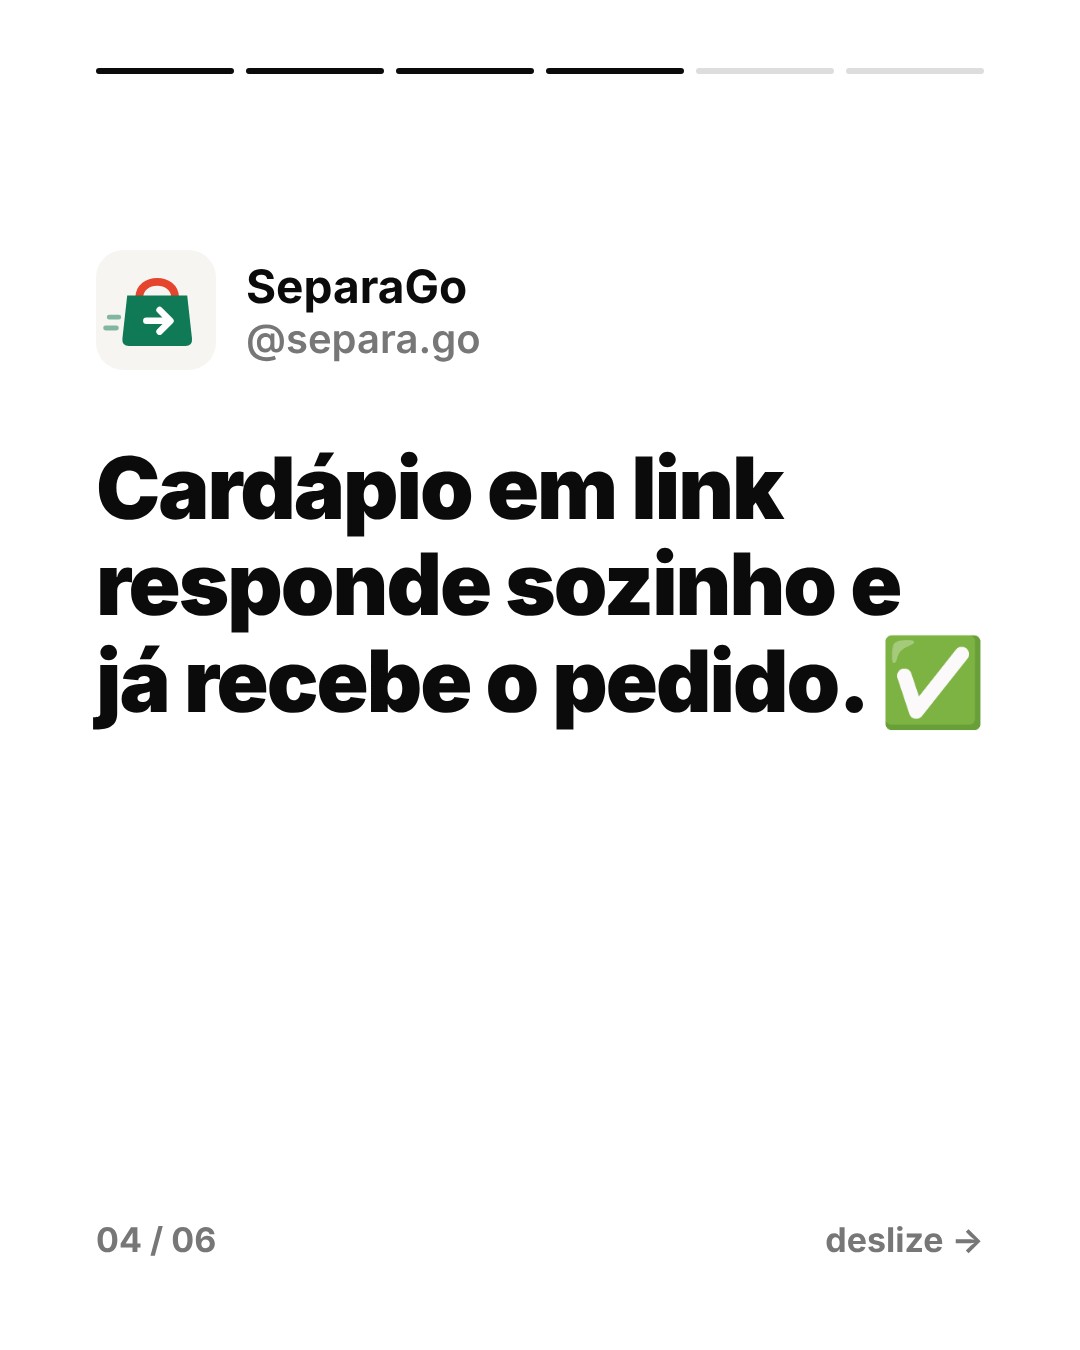 SeparaGo
@separa.go
Cardápio em link
responde sozinho e
já recebe o pedido. ✅
04 / 06
deslize →